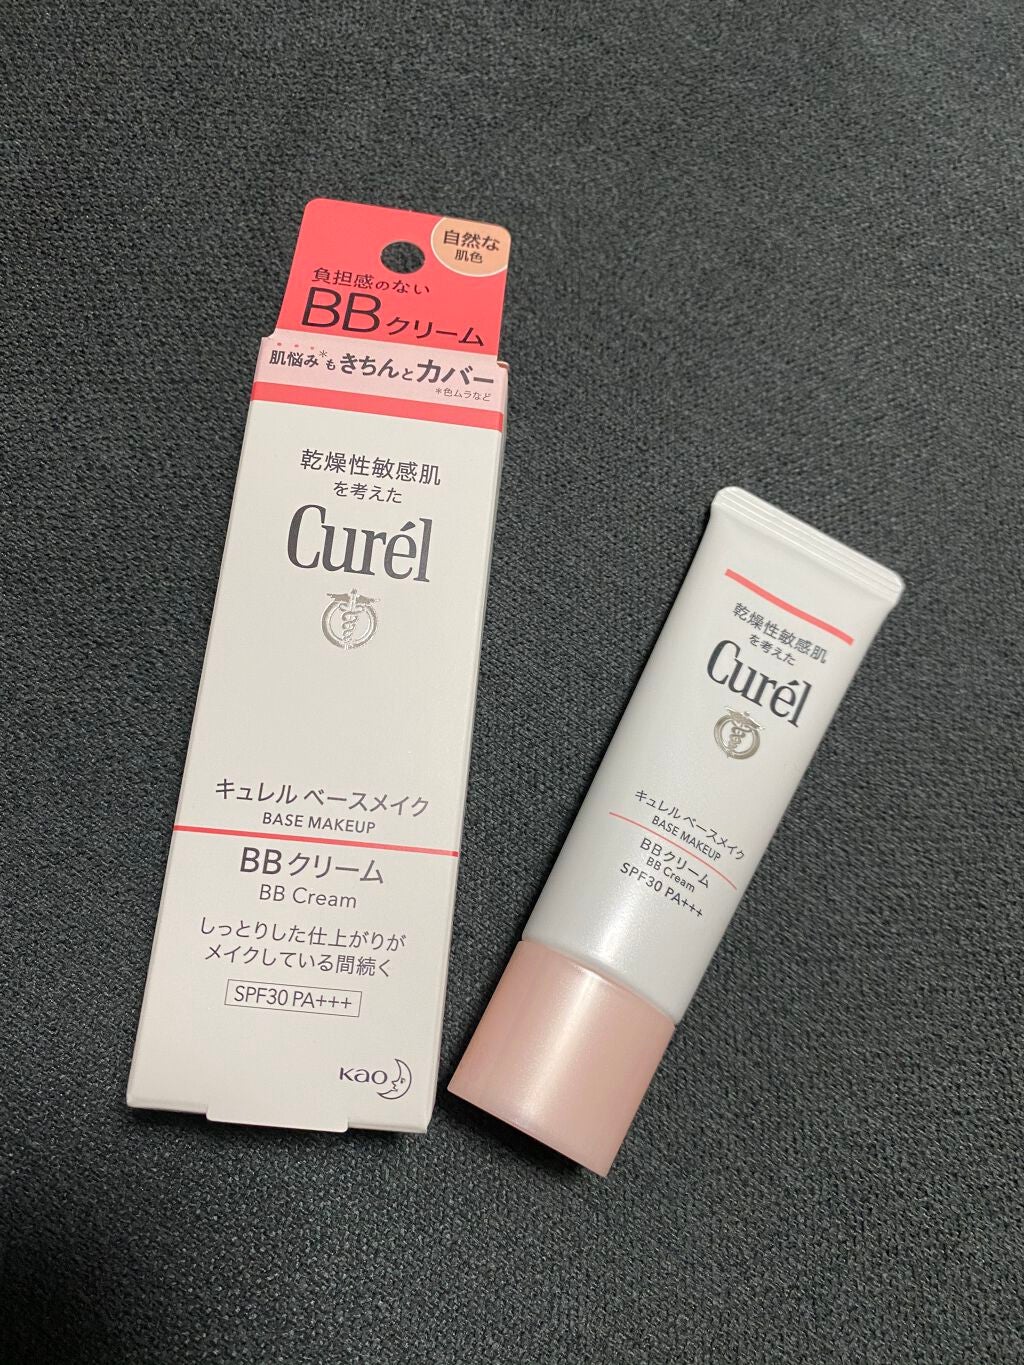 自然な
肌色
負担感のない
BBクリーム
肌悩み*もきちんとカバー
*色ムラなど
乾燥性敏感肌
を考えた
Curél
キュレル ベースメイク
BASE MAKEUP
BBクリーム
BB Cream
しっとりした仕上がりが
メイクしている間続く
SPF30 PA+++
Kao
乾燥性敏感肌
を考えた
Curél
キュレル ベースメイク
BASE MAKEUP
BBクリーム
BB Cream
SPF30 PA+++